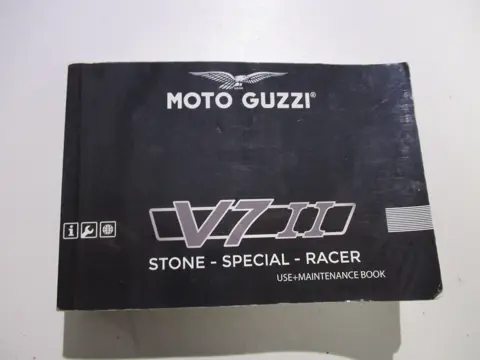 MOTO GUZZI®
V7 II
STONE - SPECIAL - RACER
USE+MAINTENANCE BOOK